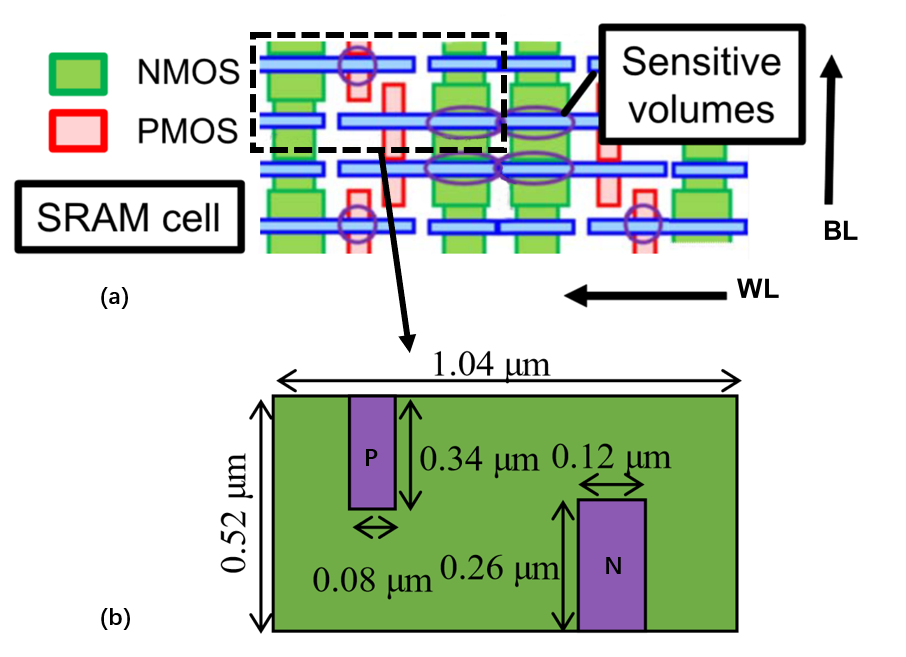 (a)
NMOS
PMOS
SRAM cell
Sensitive
volumes
BL
WL
1.04 μm
0.52 μm
P
0.34 μm
0.12 μm
0.08 μm
0.26 μm
N
(b)